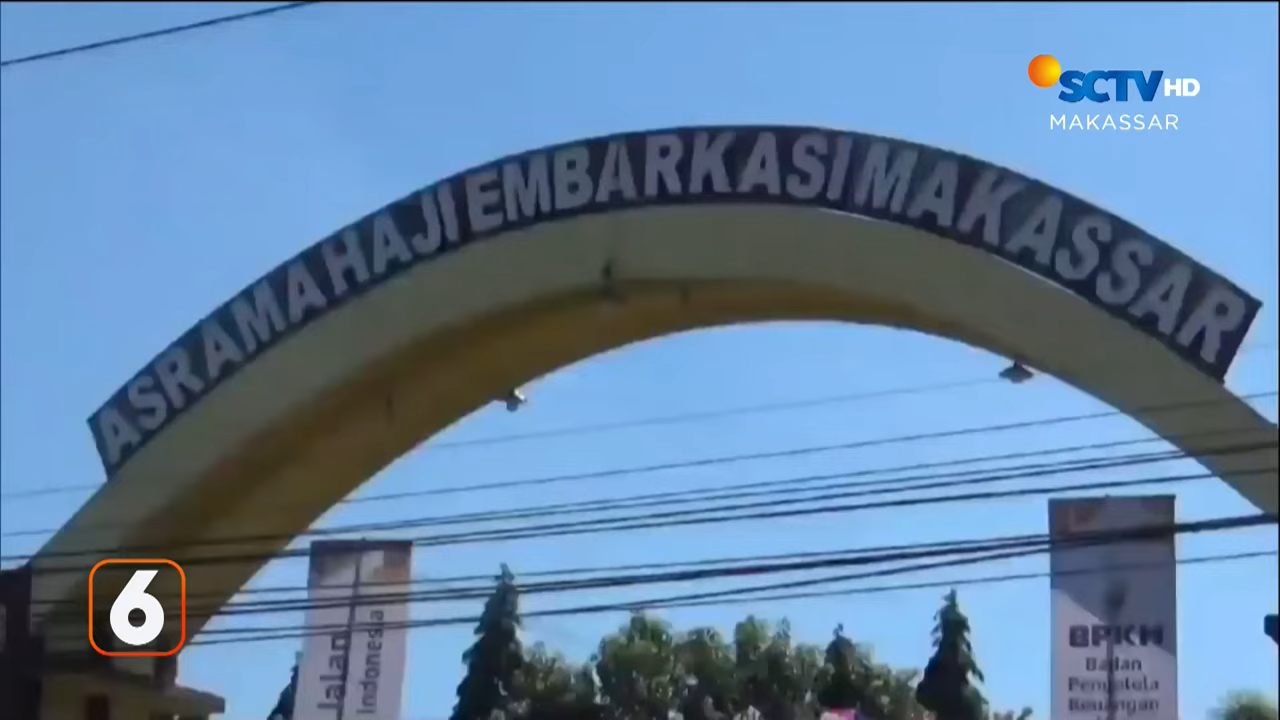 SCTV HD
MAKASSAR
ASRAMA HAJI EMBARKASI MAKASSAR
6
Jalan
Indonesia
BPKH
Badan
Pengelola
Keuangan